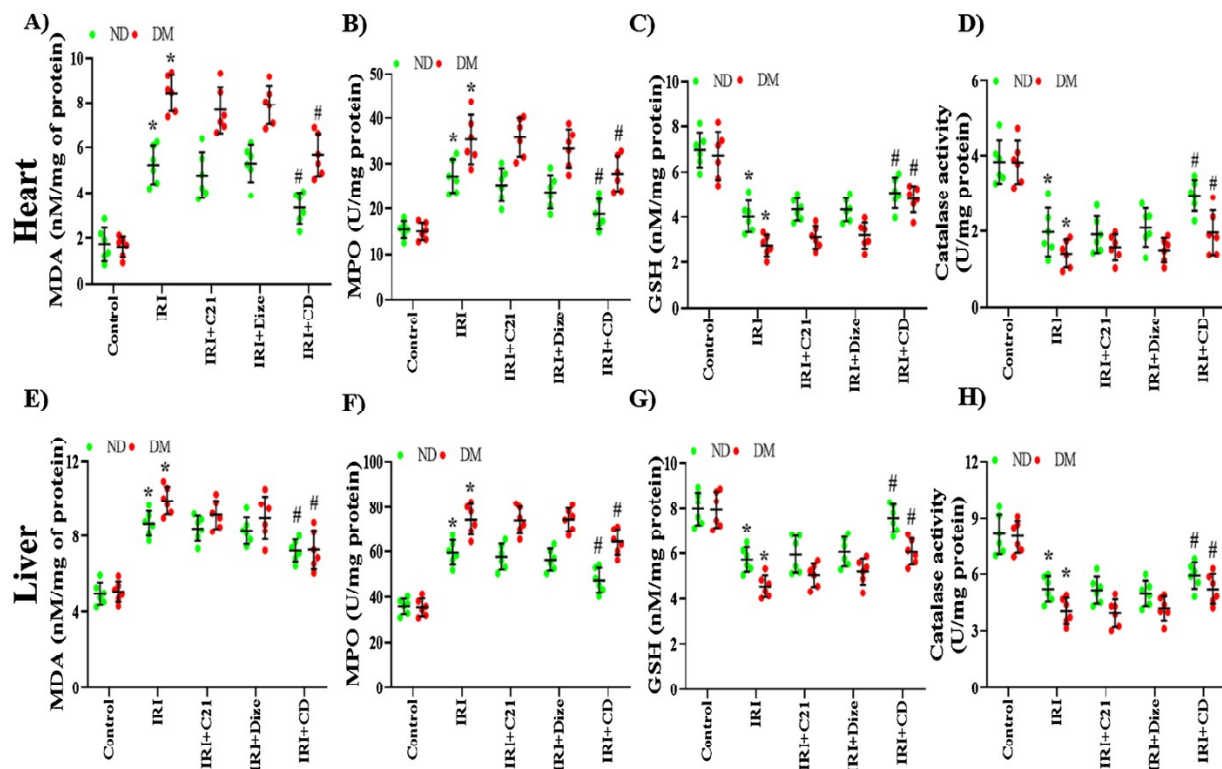 Heart
A)
ND DM
MDA (nM/mg of protein)
10
8
6
4
2
0
*
*
#
#
Control
IRI
IRI+C21
IRI+Eize
IRI+CD
B)
ND DM
MPO (U/mg protein)
50
40
30
20
10
0
*
*
#
#
Control
IRI
IRI+C21
IRI+Dize
IRI+CD
C)
ND DM
GSH (nM/mg protein)
10
8
6
4
2
0
*
*
#
#
Control
IRI
IRI+C21
IRI+Dize
IRI+CD
D)
ND DM
Catalase activity
(U/mg protein)
6
4
2
0
*
*
#
#
Control
IRI
IRI+C21
IRI+Dize
IRI+CD
Liver
E)
ND DM
MDA (nM/mg of protein)
12
8
4
0
*
*
#
#
Control
IRI
IRI+C21
IRI+Dize
IRI+CD
F)
ND DM
MPO (U/mg protein)
100
80
60
40
20
0
*
*
#
#
Control
IRI
IRI+C21
IRI+Dize
IRI+CD
G)
ND DM
GSH (nM/mg protein)
10
8
6
4
2
0
*
*
#
#
Control
IRI
IRI+C21
IRI+Dize
IRI+CD
H)
ND DM
Catalase activity
(U/mg protein)
12
9
6
3
0
*
*
#
#
Control
IRI
IRI+C21
IRI+Dize
IRI+CD